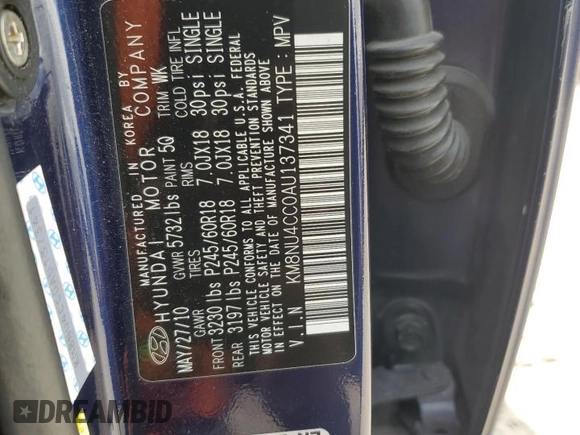 MANUFACTURED IN KOREA BY
HYUNDAI MOTOR COMPANY
MAY/27/10 GVWR 5732 lbs PAINT 5Q TRIM WK
GAWR TIRES RIMS COLD TIRE INFL
FRONT 3230 lbs P245/60R18 7.0JX18 30psi SINGLE
REAR 3197 lbs P245/60R18 7.0JX18 30psi SINGLE
THIS VEHICLE CONFORMS TO ALL APPLICABLE U.S.A. FEDERAL
MOTOR VEHICLE SAFETY AND THEFT PREVENTION STANDARDS
IN EFFECT ON THE DATE OF MANUFACTURE SHOWN ABOVE
V.I.N KM8NU4CC0AU137341 TYPE : MPV
DREAMBID